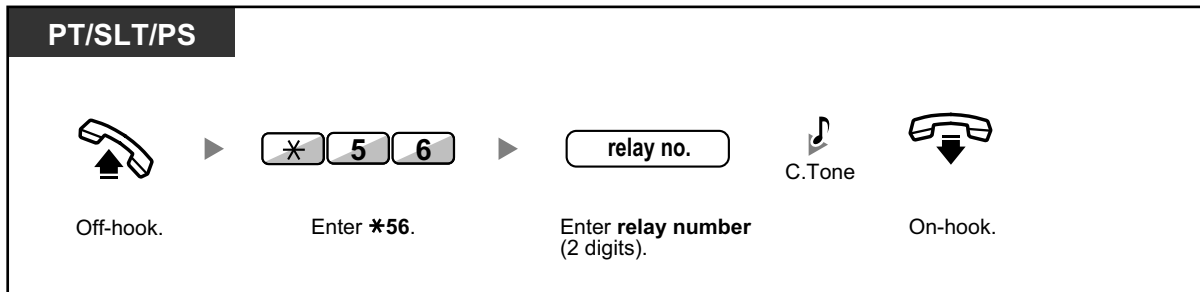 PT/SLT/PS
✳ 5 6
relay no.
C.Tone
Off-hook.
Enter ✳56.
Enter relay number
(2 digits).
On-hook.